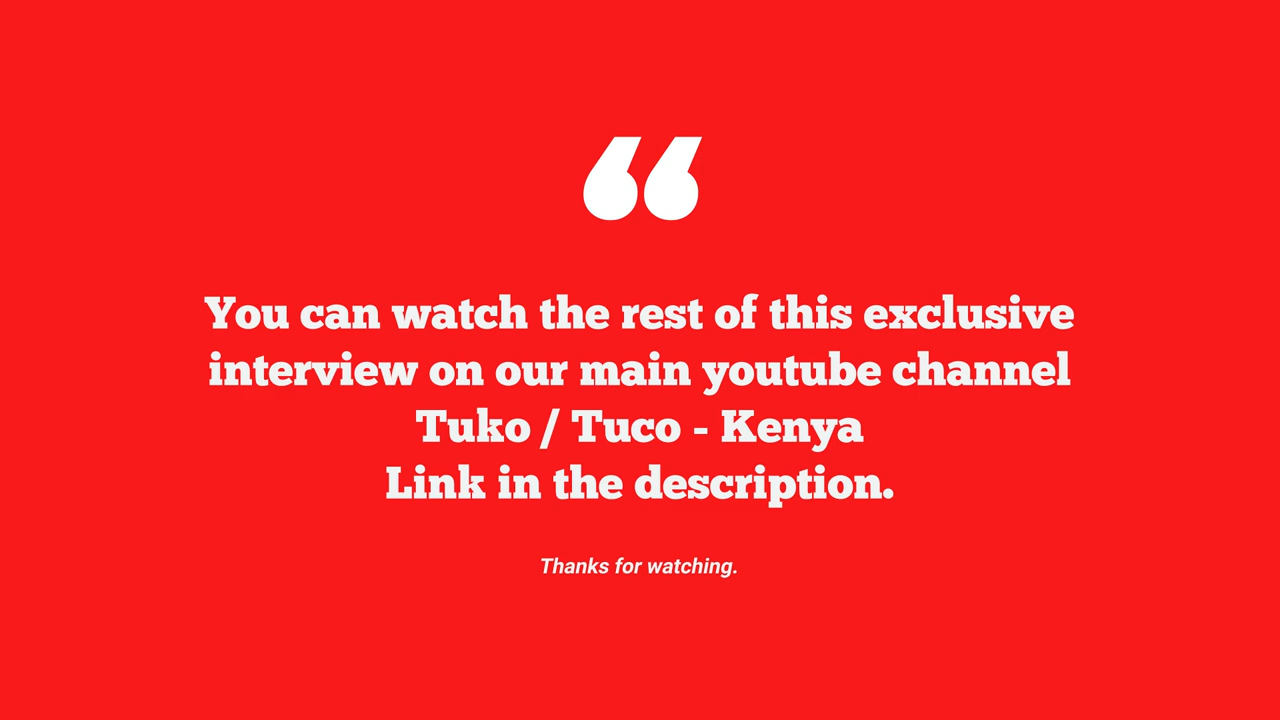 “
You can watch the rest of this exclusive
interview on our main youtube channel
Tuko / Tuco - Kenya
Link in the description.
Thanks for watching.